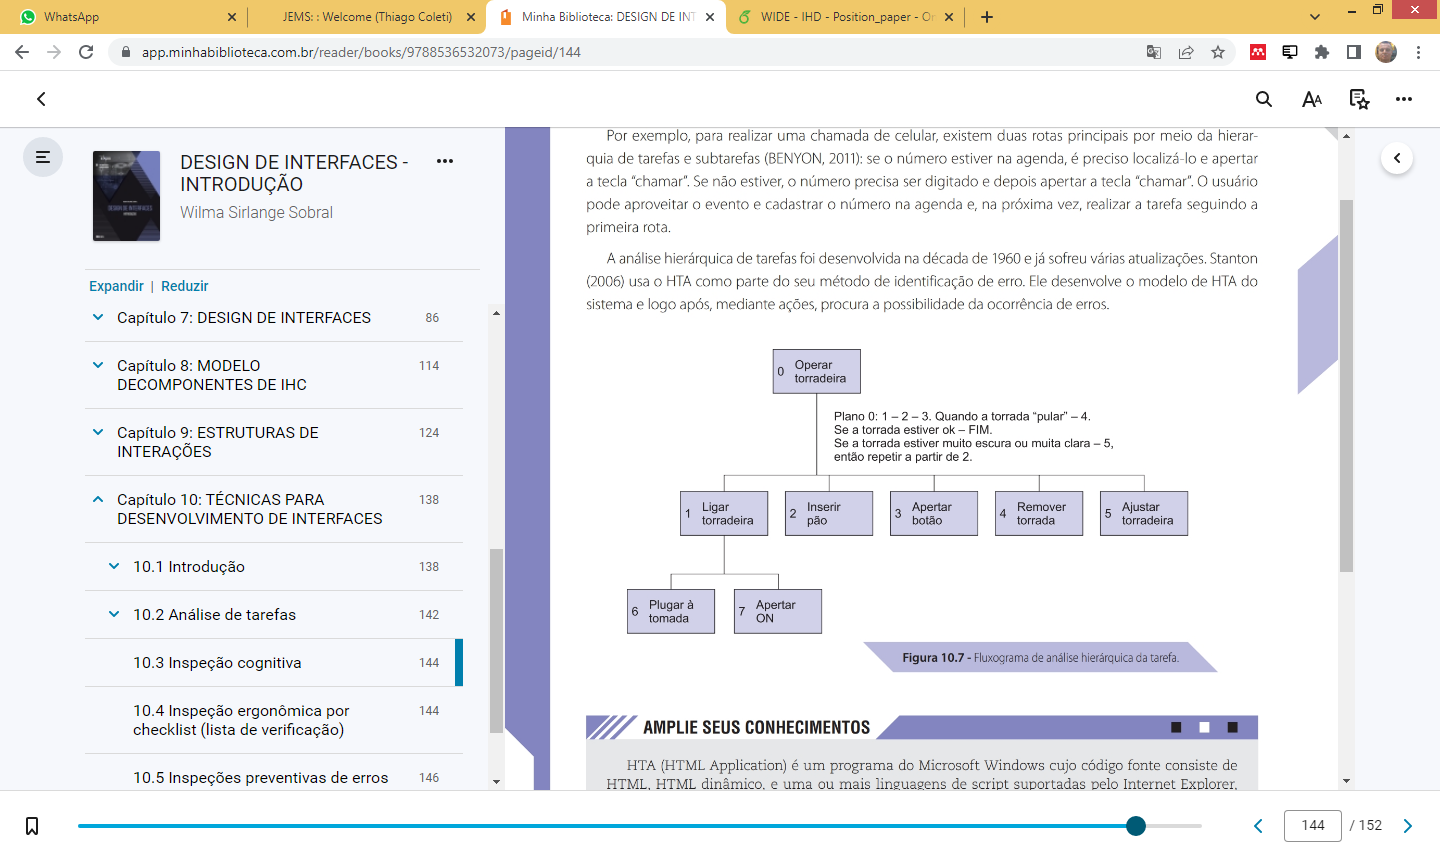 WhatsApp
JEMS: : Welcome (Thiago Coleti)
Minha Biblioteca: DESIGN DE INT
WIDE - IHD - Position_paper - On
app.minhabiblioteca.com.br/reader/books/9788536532073/pageid/144
AA
DESIGN DE INTERFACES -
INTRODUÇÃO
Wilma Sirlange Sobral
Expandir | Reduzir
Capítulo 7: DESIGN DE INTERFACES 86
Capítulo 8: MODELO 114
DECOMPONENTES DE IHC
Capítulo 9: ESTRUTURAS DE 124
INTERAÇÕES
Capítulo 10: TÉCNICAS PARA 138
DESENVOLVIMENTO DE INTERFACES
10.1 Introdução 138
10.2 Análise de tarefas 142
10.3 Inspeção cognitiva 144
10.4 Inspeção ergonômica por 144
checklist (lista de verificação)
10.5 Inspeções preventivas de erros 146
Por exemplo, para realizar uma chamada de celular, existem duas rotas principais por meio da hierar-
quia de tarefas e subtarefas (BENYON, 2011): se o número estiver na agenda, é preciso localizá-lo e apertar
a tecla “chamar”. Se não estiver, o número precisa ser digitado e depois apertar a tecla “chamar”. O usuário
pode aproveitar o evento e cadastrar o número na agenda e, na próxima vez, realizar a tarefa seguindo a
primeira rota.
A análise hierárquica de tarefas foi desenvolvida na década de 1960 e já sofreu várias atualizações. Stanton
(2006) usa o HTA como parte do seu método de identificação de erro. Ele desenvolve o modelo de HTA do
sistema e logo após, mediante ações, procura a possibilidade da ocorrência de erros.
0 Operar
torradeira
Plano 0: 1 – 2 – 3. Quando a torrada “pular” – 4.
Se a torrada estiver ok – FIM.
Se a torrada estiver muito escura ou muita clara – 5,
então repetir a partir de 2.
1 Ligar
torradeira
2 Inserir
pão
3 Apertar
botão
4 Remover
torrada
5 Ajustar
torradeira
6 Plugar à
tomada
7 Apertar
ON
Figura 10.7 - Fluxograma de análise hierárquica da tarefa.
AMPLIE SEUS CONHECIMENTOS
HTA (HTML Application) é um programa do Microsoft Windows cujo código fonte consiste de
HTML, HTML dinâmico, e uma ou mais linguagens de script suportadas pelo Internet Explorer,
144 / 152